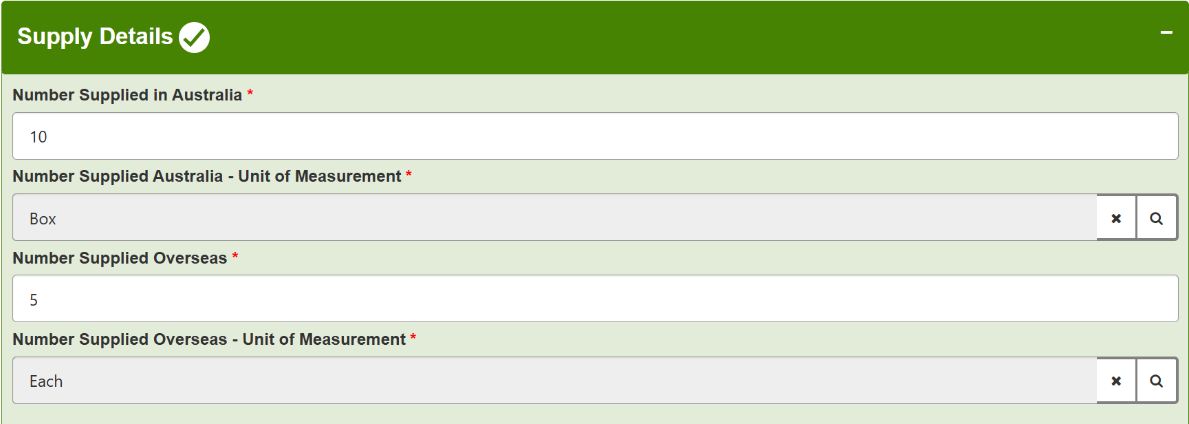 Supply Details
Number Supplied in Australia *
10
Number Supplied Australia - Unit of Measurement *
Box
Number Supplied Overseas *
5
Number Supplied Overseas - Unit of Measurement *
Each